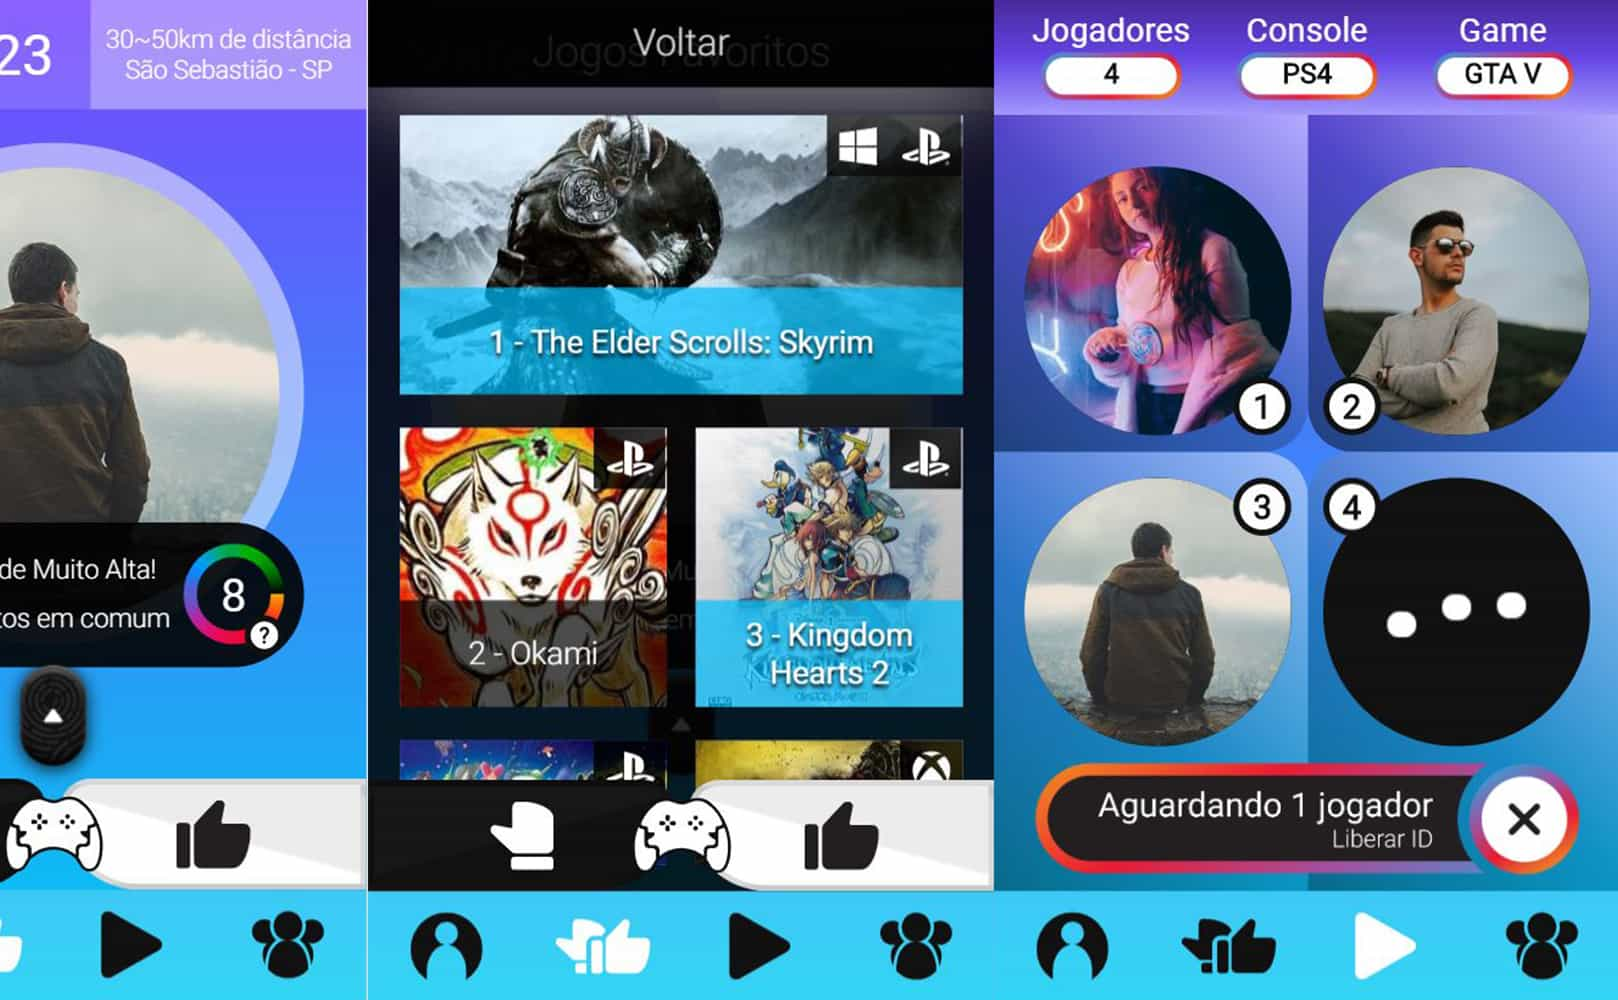 23
30~50km de distância
São Sebastião - SP
de Muito Alta!
tos em comum
8
?
Voltar
Jogos Favoritos
1 - The Elder Scrolls: Skyrim
2 - Okami
3 - Kingdom
Hearts 2
Jogadores
Console
Game
4
PS4
GTA V
1
2
3
4
Aguardando 1 jogador
Liberar ID